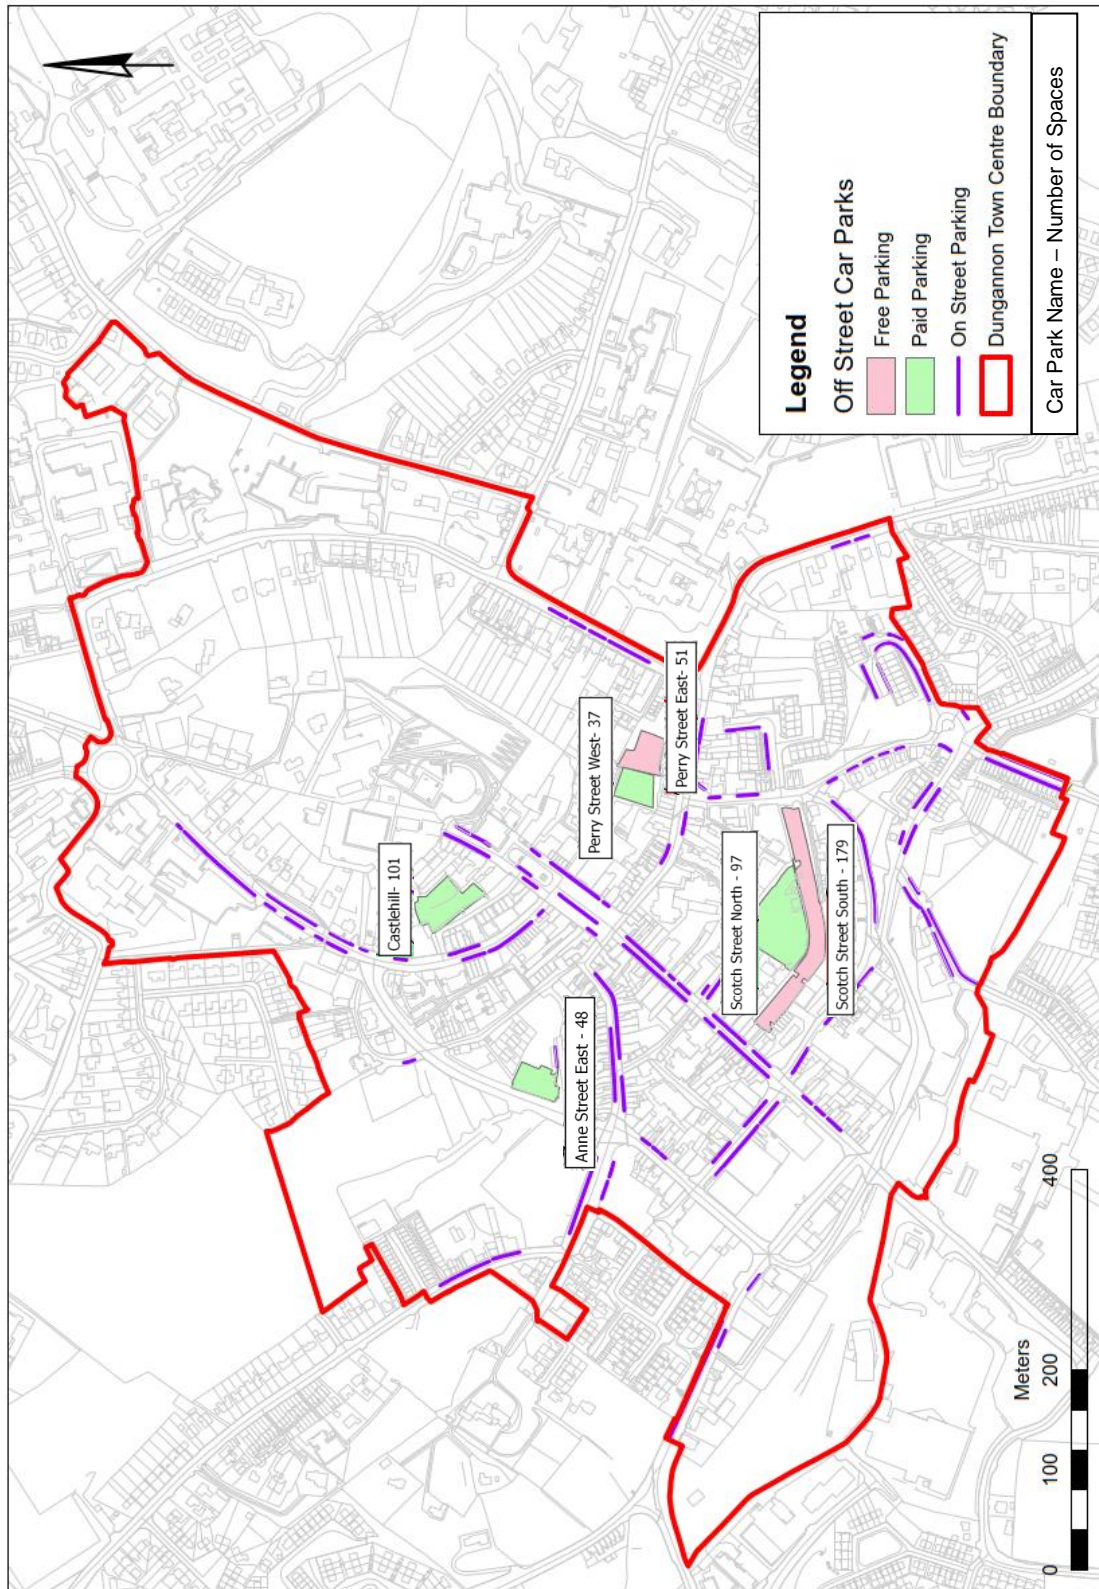 Castlehill- 101
Anne Street East - 48
Perry Street West- 37
Perry Street East- 51
Scotch Street North - 97
Scotch Street South - 179
Legend
Off Street Car Parks
Free Parking
Paid Parking
On Street Parking
Dungannon Town Centre Boundary
Car Park Name – Number of Spaces
Meters
0 100 200 400